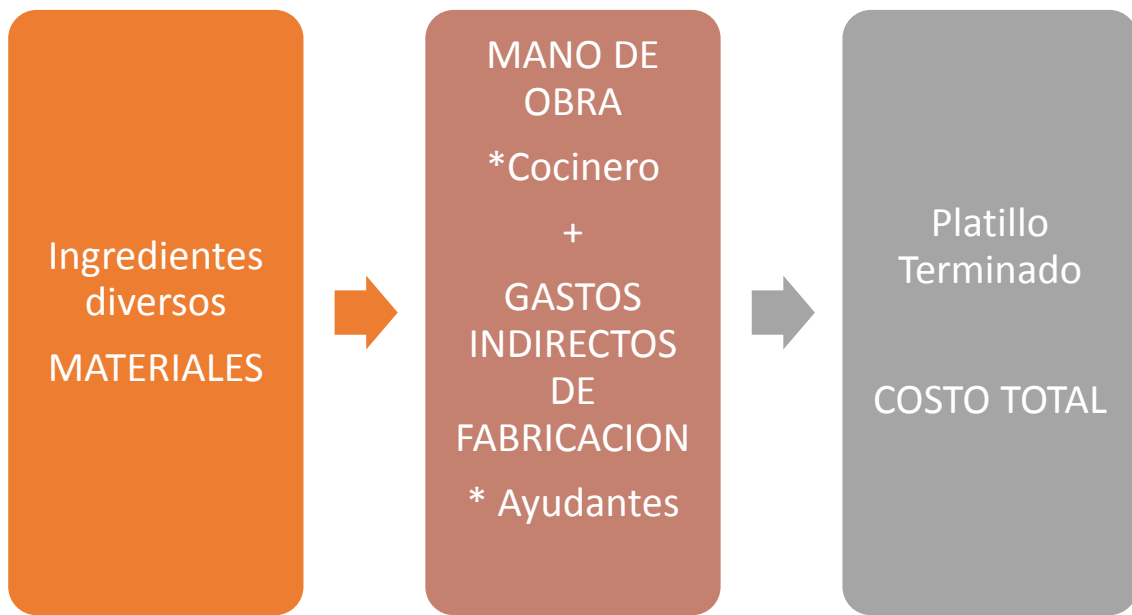 Ingredientes
diversos
MATERIALES
MANO DE
OBRA
*Cocinero
+
GASTOS
INDIRECTOS
DE
FABRICACION
* Ayudantes
Platillo
Terminado
COSTO TOTAL